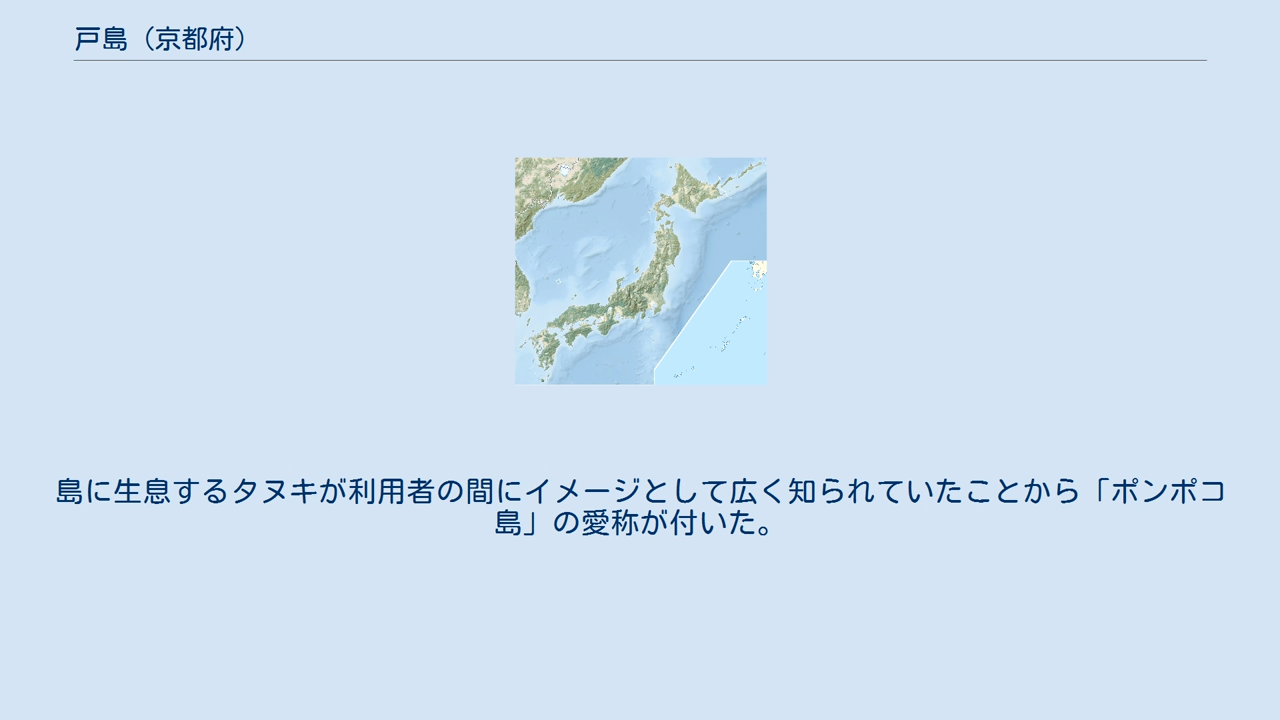 戸島（京都府）
島に生息するタヌキが利用者の間にイメージとして広く知られていたことから「ポンポコ
島」の愛称が付いた。